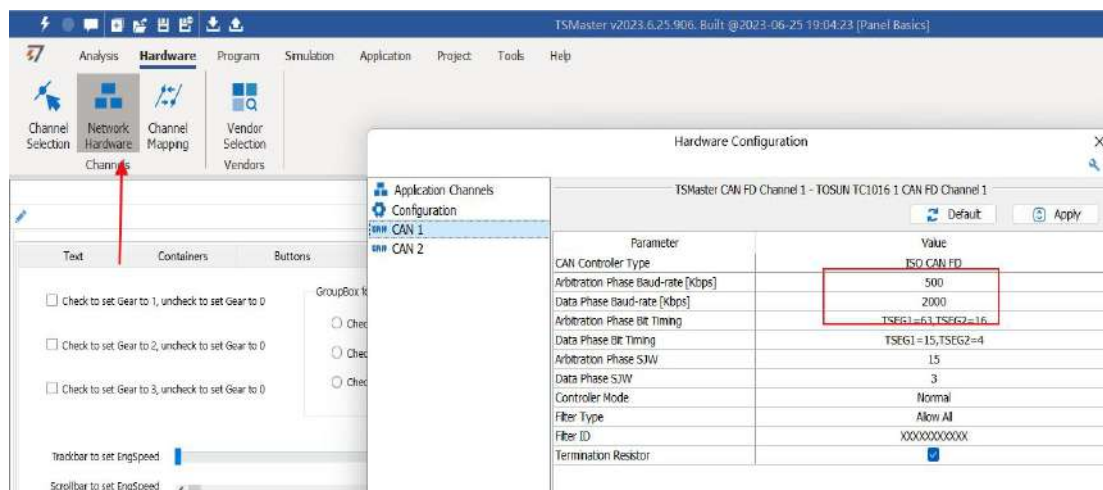 TSMaster v2023.6.25.906. Built @2023-06-25 19:04:23 [Panel Basics]
Analysis Hardware Program Simulation Application Project Tools Help
Channel Selection
Network Hardware
Channel Mapping
Vendor Selection
Channels
Vendors
Hardware Configuration
Application Channels
Configuration
CAN 1
CAN 2
TSMaster CAN FD Channel 1 - TOSUN TC1016 1 CAN FD Channel 1
Default
Apply
Parameter Value
CAN Controller Type ISO CAN FD
Arbitration Phase Baud-rate [Kbps] 500
Data Phase Baud-rate [Kbps] 2000
Arbitration Phase Bit Timing TSEG1=63,TSEG2=16
Data Phase Bit Timing TSEG1=15,TSEG2=4
Arbitration Phase SJW 15
Data Phase SJW 3
Controller Mode Normal
Filter Type Allow All
Filter ID XXXXXXXXXXX
Termination Resistor
Text Containers Buttons
Check to set Gear to 1, uncheck to set Gear to 0
Check to set Gear to 2, uncheck to set Gear to 0
Check to set Gear to 3, uncheck to set Gear to 0
GroupBox
Chec
Chec
Chec
Trackbar to set EngSpeed
Scrollbar to set EngSpeed